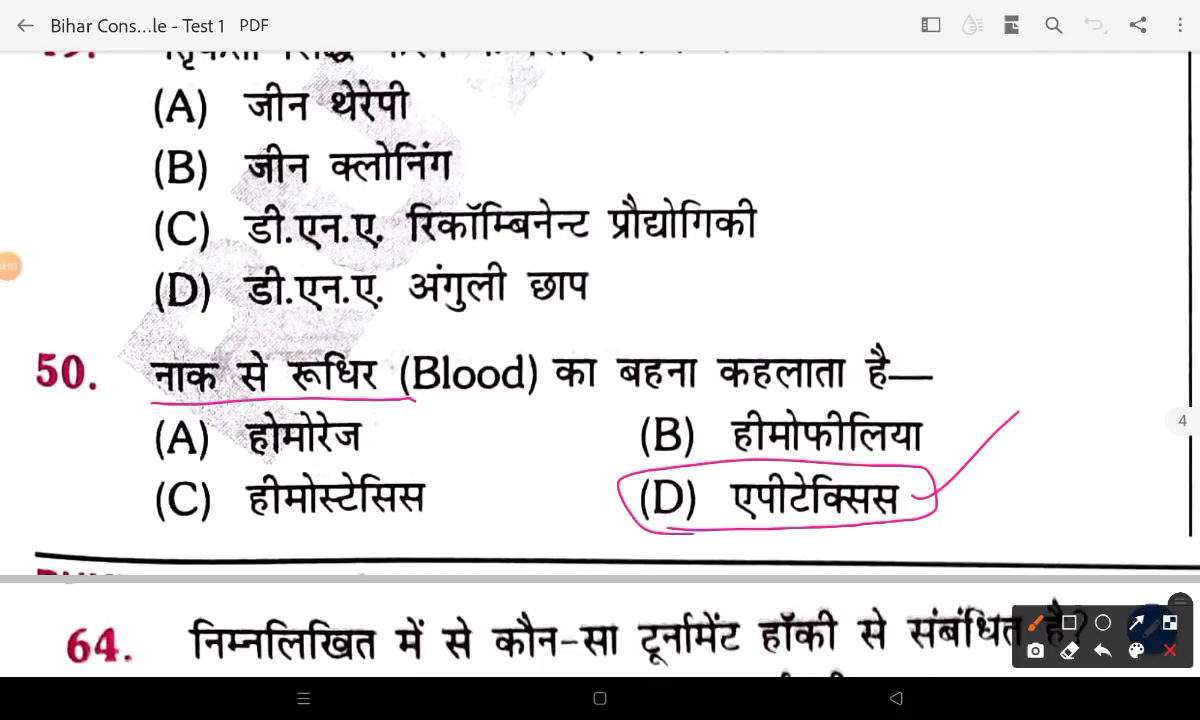 Bihar Cons...le - Test 1 PDF
(A) जीन थेरेपी
(B) जीन क्लोनिंग
(C) डी.एन.ए. रिकॉम्बिनेन्ट प्रौद्योगिकी
(D) डी.एन.ए. अंगुली छाप
50. नाक से रूधिर (Blood) का बहना कहलाता है—
(A) होमोरेज (B) हीमोफीलिया
(C) हीमोस्टेसिस (D) एपीटेक्सिस
4
64. निम्नलिखित में से कौन-सा टूर्नामेंट हॉकी से संबंधित है?